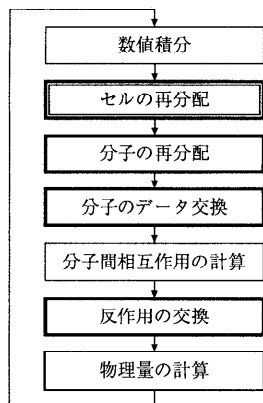 数値積分
セルの再分配
分子の再分配
分子のデータ交換
分子間相互作用の計算
反作用の交換
物理量の計算